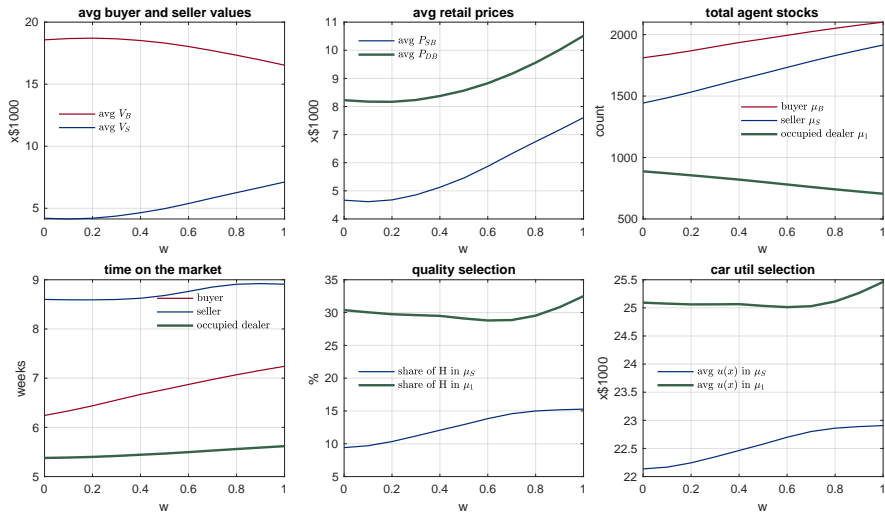 avg buyer and seller values
20
15
10
5
x$1000
avg V_B
avg V_S
0 0.2 0.4 0.6 0.8 1
w
avg retail prices
11
10
9
8
7
6
5
4
x$1000
avg P_{SB}
avg P_{DB}
0 0.2 0.4 0.6 0.8 1
w
total agent stocks
2000
1500
1000
500
count
buyer μ_B
seller μ_S
occupied dealer μ_1
0 0.2 0.4 0.6 0.8 1
w
time on the market
9
8
7
6
5
weeks
buyer
seller
occupied dealer
0 0.2 0.4 0.6 0.8 1
w
quality selection
35
30
25
20
15
10
5
%
share of H in μ_S
share of H in μ_1
0 0.2 0.4 0.6 0.8 1
w
car util selection
25.5
25
24.5
24
23.5
23
22.5
22
x$1000
avg u(x) in μ_S
avg u(x) in μ_1
0 0.2 0.4 0.6 0.8 1
w